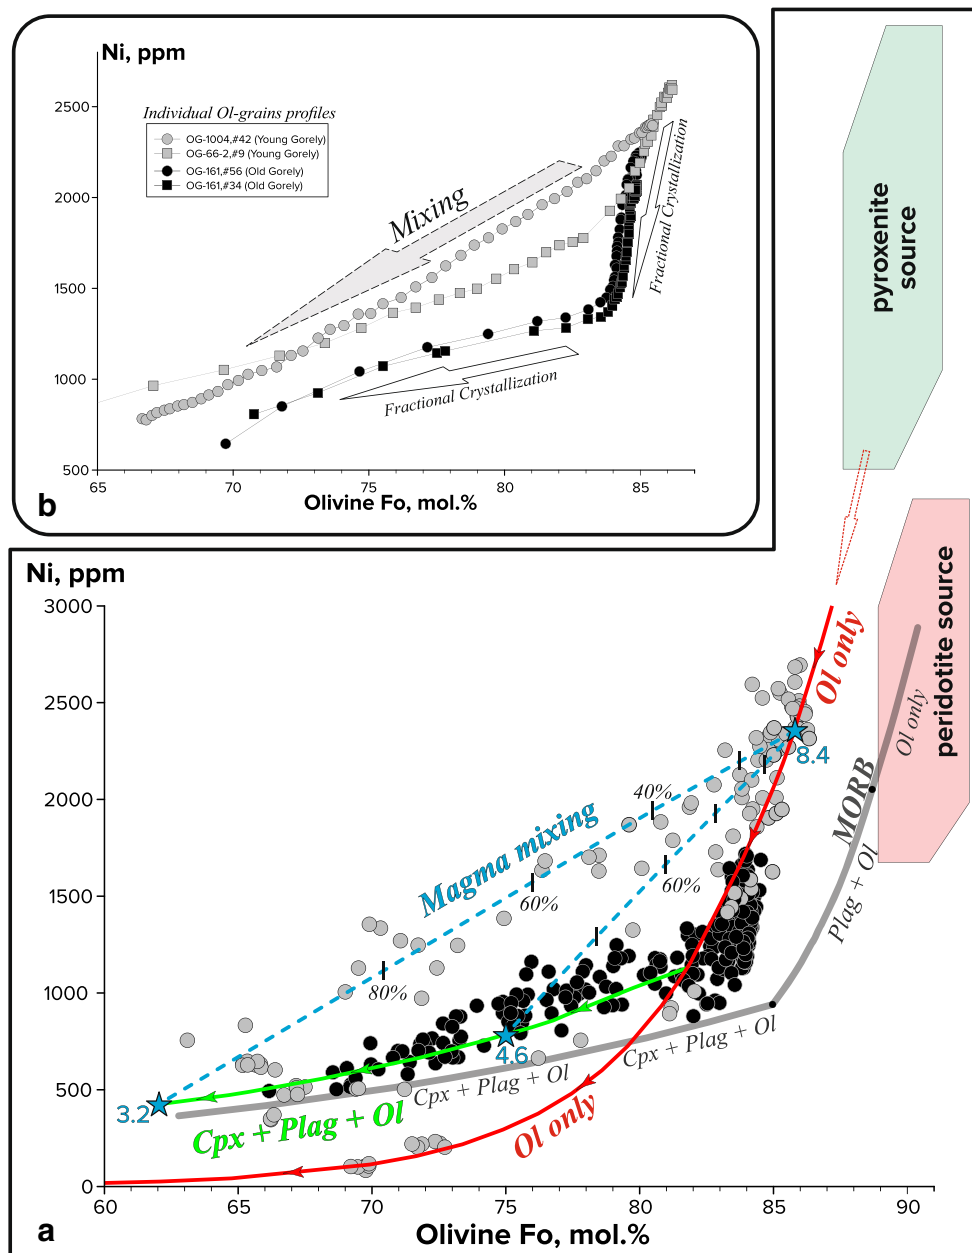 Ni, ppm
2500
2000
1500
1000
500
Individual Ol-grains profiles
OG-1004,#42 (Young Gorely)
OG-66-2,#9 (Young Gorely)
OG-161,#56 (Old Gorely)
OG-161,#34 (Old Gorely)
Mixing
Fractional Crystallization
Fractional Crystallization
65
70
75
80
85
Olivine Fo, mol.%
b
pyroxenite
source
peridotite source
Ni, ppm
3000
2500
2000
1500
1000
500
0
Ol only
Ol only
MORB
Plag + Ol
8.4
40%
Magma mixing
60%
60%
80%
4.6
3.2
Cpx + Plag + Ol
Cpx + Plag + Ol
Cpx + Plag + Ol
Ol only
60
65
70
75
80
85
90
Olivine Fo, mol.%
a